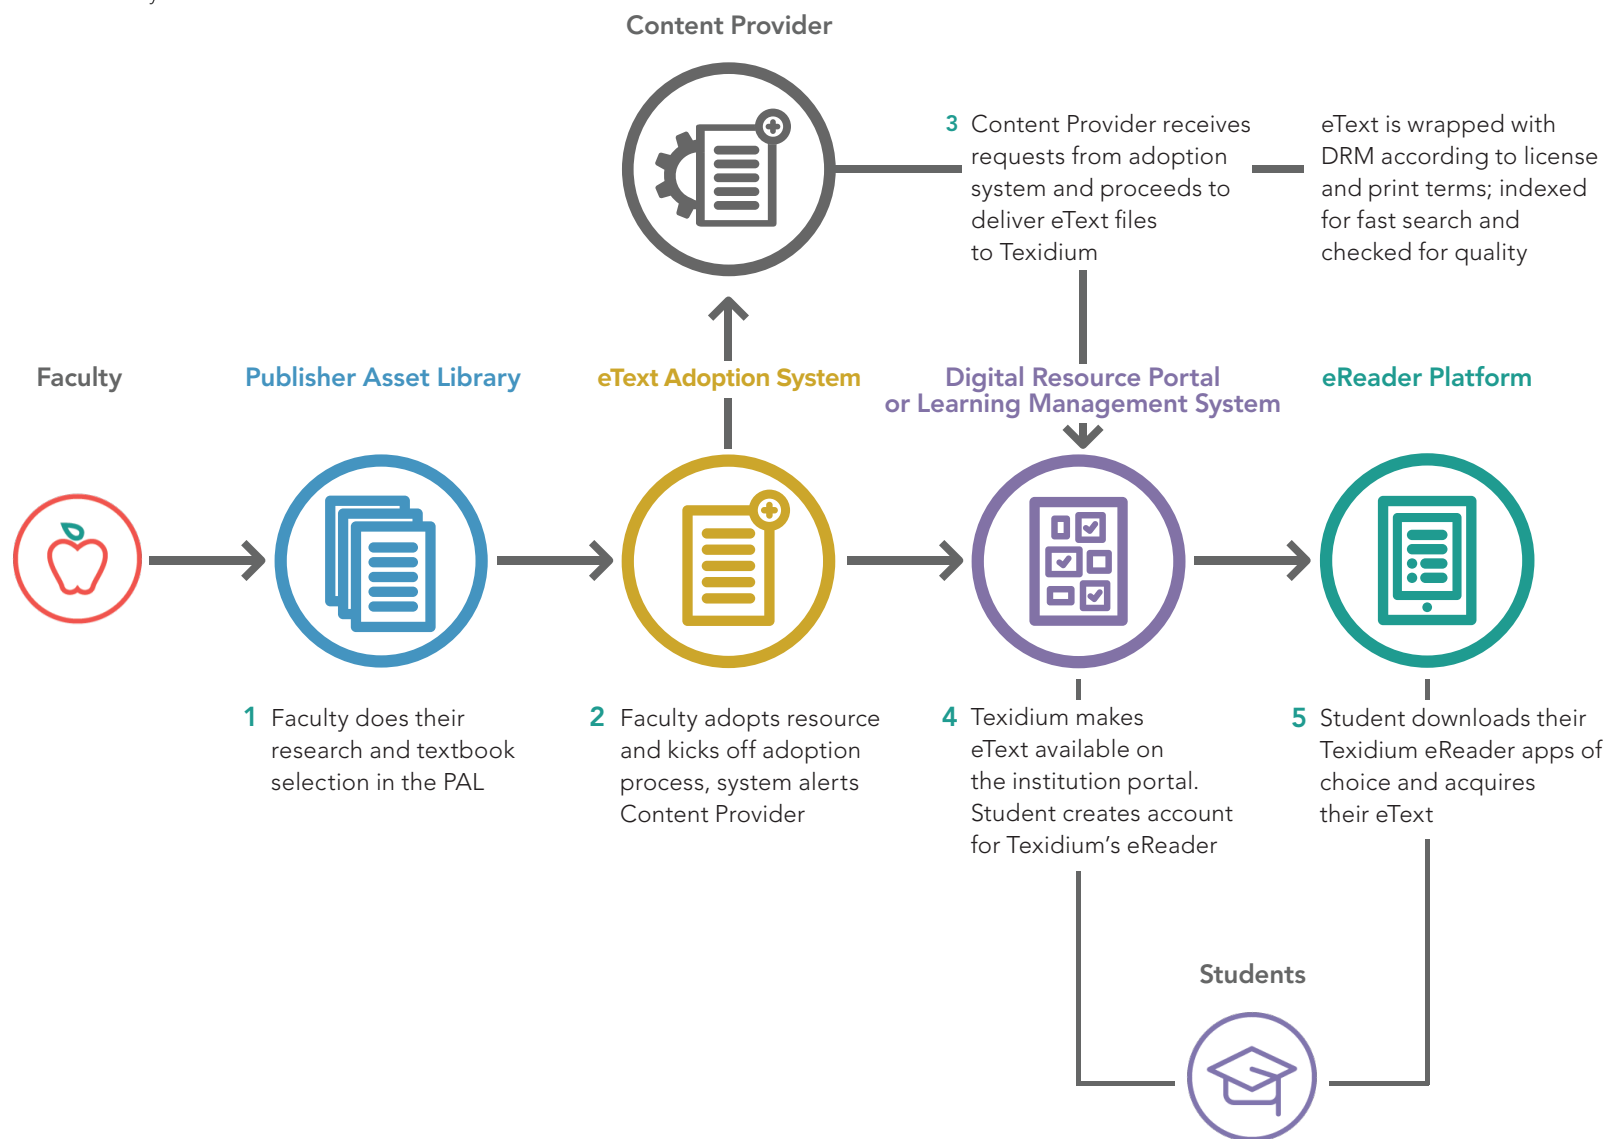 Content Provider
3 Content Provider receives
requests from adoption
system and proceeds to
deliver eText files
to Texidium
eText is wrapped with
DRM according to license
and print terms; indexed
for fast search and
checked for quality
Faculty
Publisher Asset Library
eText Adoption System
Digital Resource Portal
or Learning Management System
eReader Platform
1 Faculty does their
research and textbook
selection in the PAL
2 Faculty adopts resource
and kicks off adoption
process, system alerts
Content Provider
4 Texidium makes
eText available on
the institution portal.
Student creates account
for Texidium’s eReader
5 Student downloads their
Texidium eReader apps of
choice and acquires
their eText
Students